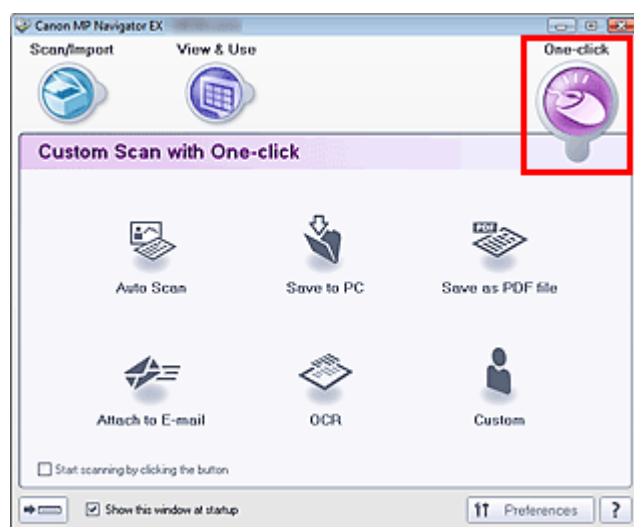 Canon MP Navigator EX
Scan/Import View & Use One-click
Custom Scan with One-click
Auto Scan Save to PC PDF Save as PDF file
Attach to E-mail OCR Custom
Start scanning by clicking the button
Show this window at startup Preferences ?